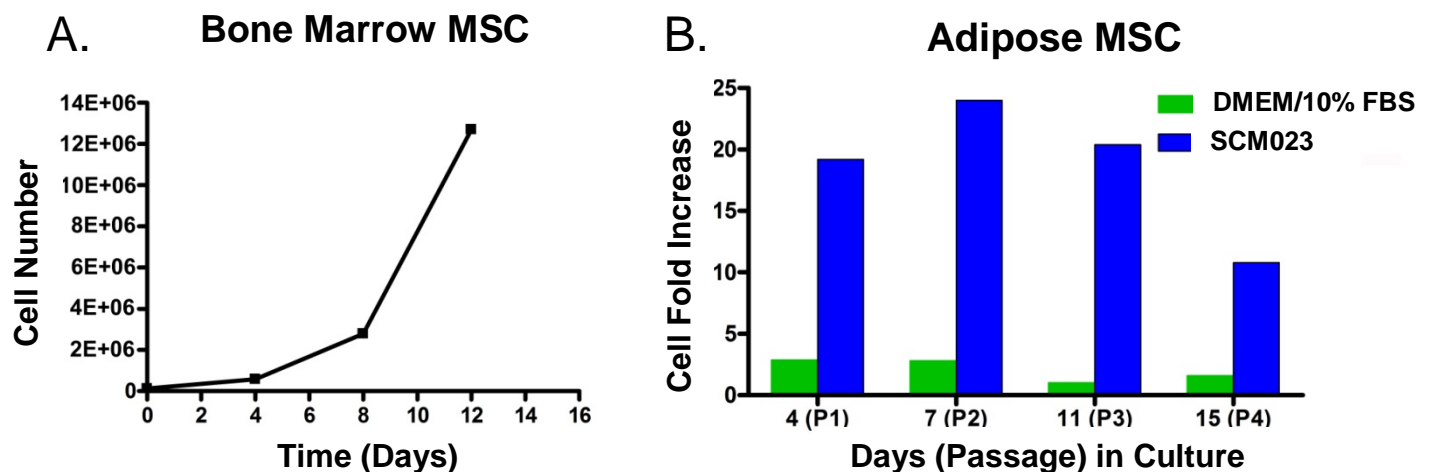 A.
Bone Marrow MSC
Cell Number
14E+06
12E+06
10E+06
8E+06
6E+06
4E+06
2E+06
0
0 2 4 6 8 10 12 14 16
Time (Days)
B.
Adipose MSC
DMEM/10% FBS
SCM023
Cell Fold Increase
25
20
15
10
5
0
4 (P1) 7 (P2) 11 (P3) 15 (P4)
Days (Passage) in Culture